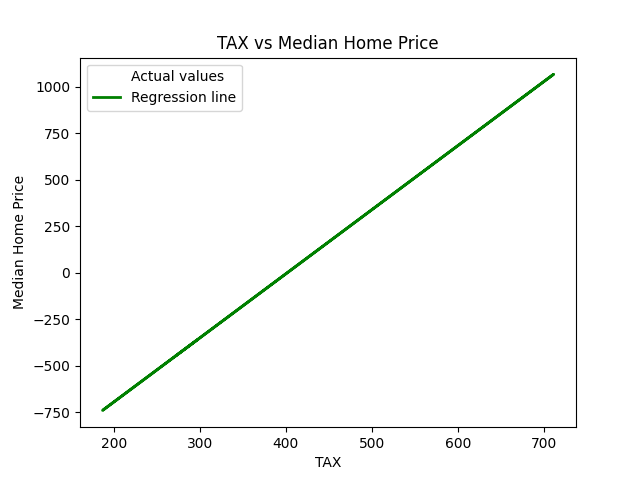 TAX vs Median Home Price
Actual values
Regression line
1000
750
500
250
0
−250
−500
−750
Median Home Price
200 300 400 500 600 700
TAX